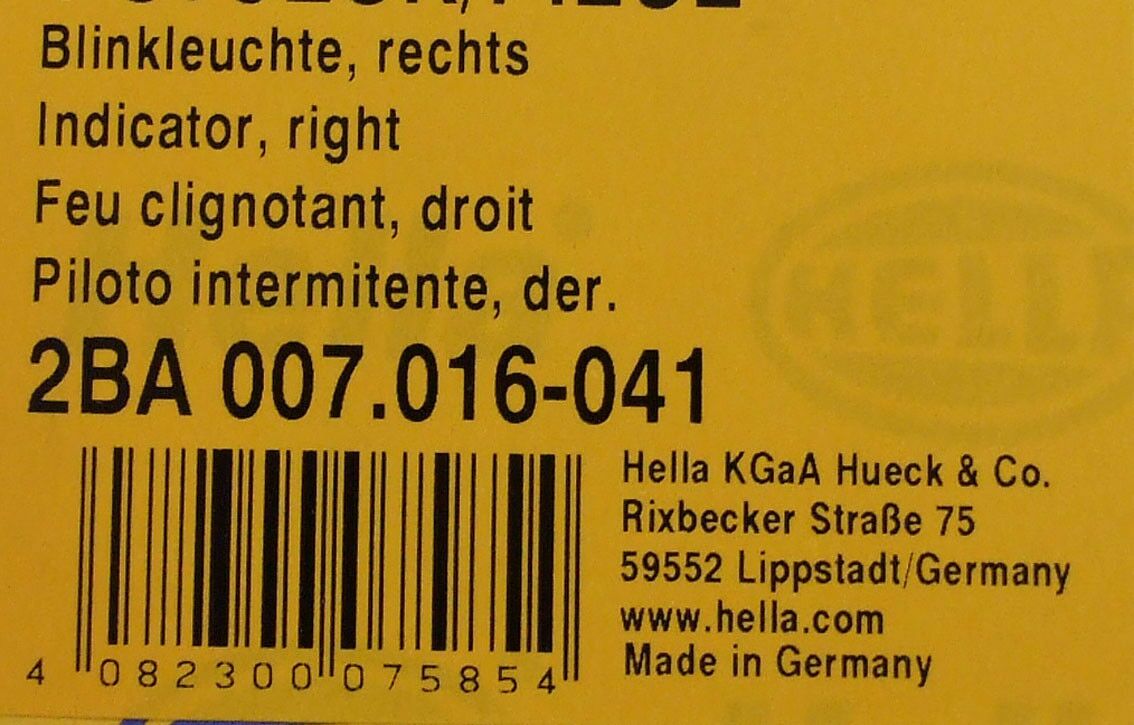 Blinkleuchte, rechts
Indicator, right
Feu clignotant, droit
Piloto intermitente, der.
HELL
2BA 007.016-041
Hella KGaA Hueck & Co.
Rixbecker Straße 75
59552 Lippstadt/Germany
www.hella.com
Made in Germany
4 082300 075854